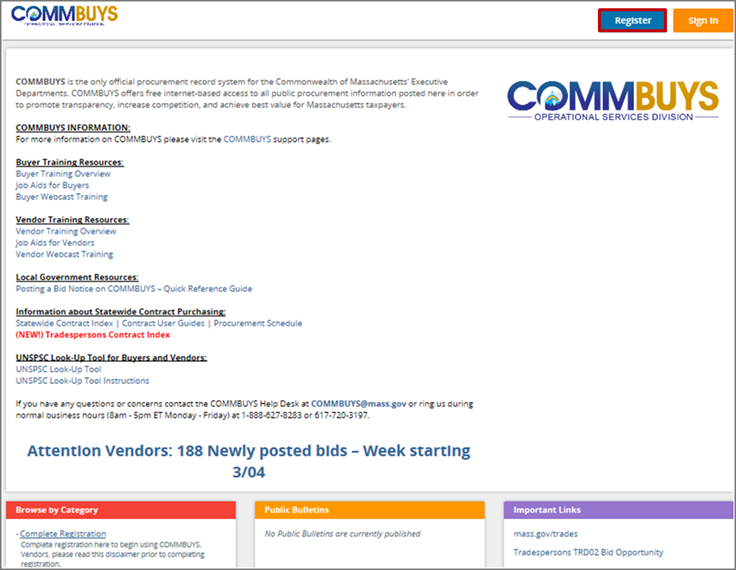 COMMBUYS
OPERATIONAL SERVICES DIVISION
Register
Sign In
COMMBUYS is the only official procurement record system for the Commonwealth of Massachusetts' Executive
Departments. COMMBUYS offers free internet-based access to all public procurement information posted here in order
to promote transparency, increase competition, and achieve best value for Massachusetts taxpayers.
COMMBUYS
OPERATIONAL SERVICES DIVISION
COMMBUYS INFORMATION:
For more information on COMMBUYS please visit the COMMBUYS support pages.
Buyer Training Resources:
Buyer Training Overview
Job Aids for Buyers
Buyer Webcast Training
Vendor Training Resources:
Vendor Training Overview
Job Aids for Vendors
Vendor Webcast Training
Local Government Resources:
Posting a Bid Notice on COMMBUYS – Quick Reference Guide
Information about Statewide Contract Purchasing:
Statewide Contract Index | Contract User Guides | Procurement Schedule
(NEW!) Tradespersons Contract Index
UNSPSC Look-Up Tool for Buyers and Vendors:
UNSPSC Look-Up Tool
UNSPSC Look-Up Tool Instructions
If you have any questions or concerns contact the COMMBUYS Help Desk at COMMBUYS@mass.gov or ring us during
normal business hours (8am - 5pm ET Monday - Friday) at 1-888-627-8283 or 617-720-3197.
Attention Vendors: 188 Newly posted bids – Week starting
3/04
Browse by Category
- Complete Registration
Complete registration here to begin using COMMBUYS.
Vendors, please read this disclaimer prior to completing
registration.
Public Bulletins
No Public Bulletins are currently published
Important Links
mass.gov/trades
Tradespersons TRD02 Bid Opportunity